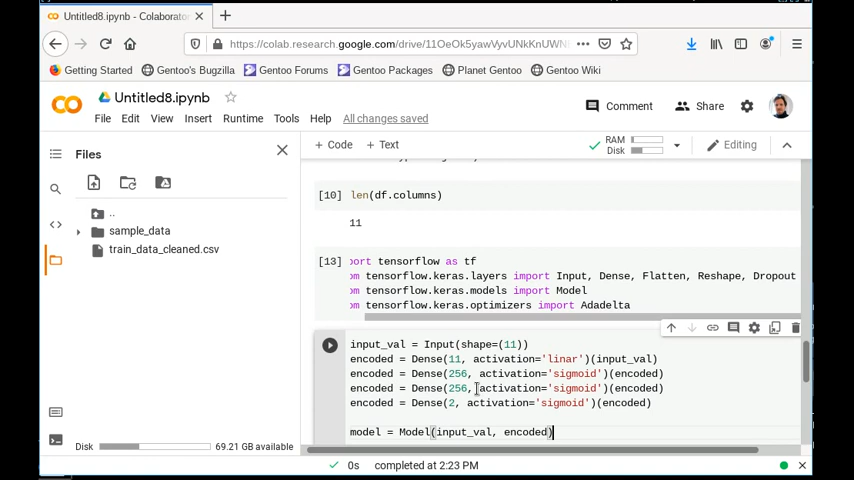 Untitled8.ipynb - Colaborator
https://colab.research.google.com/drive/11OeOk5yawVyvUNkKnUWN
Getting Started Gentoo's Bugzilla Gentoo Forums Gentoo Packages Planet Gentoo Gentoo Wiki
Untitled8.ipynb
Comment Share
File Edit View Insert Runtime Tools Help All changes saved
+ Code + Text
RAM
Disk
Editing
Files
..
sample_data
train_data_cleaned.csv
[10] len(df.columns)
11
[13] port tensorflow as tf
om tensorflow.keras.layers import Input, Dense, Flatten, Reshape, Dropout
om tensorflow.keras.models import Model
om tensorflow.keras.optimizers import Adadelta
input_val = Input(shape=(11))
encoded = Dense(11, activation='linar')(input_val)
encoded = Dense(256, activation='sigmoid')(encoded)
encoded = Dense(256, activation='sigmoid')(encoded)
encoded = Dense(2, activation='sigmoid')(encoded)
model = Model(input_val, encoded)
Disk 69.21 GB available
0s completed at 2:23 PM